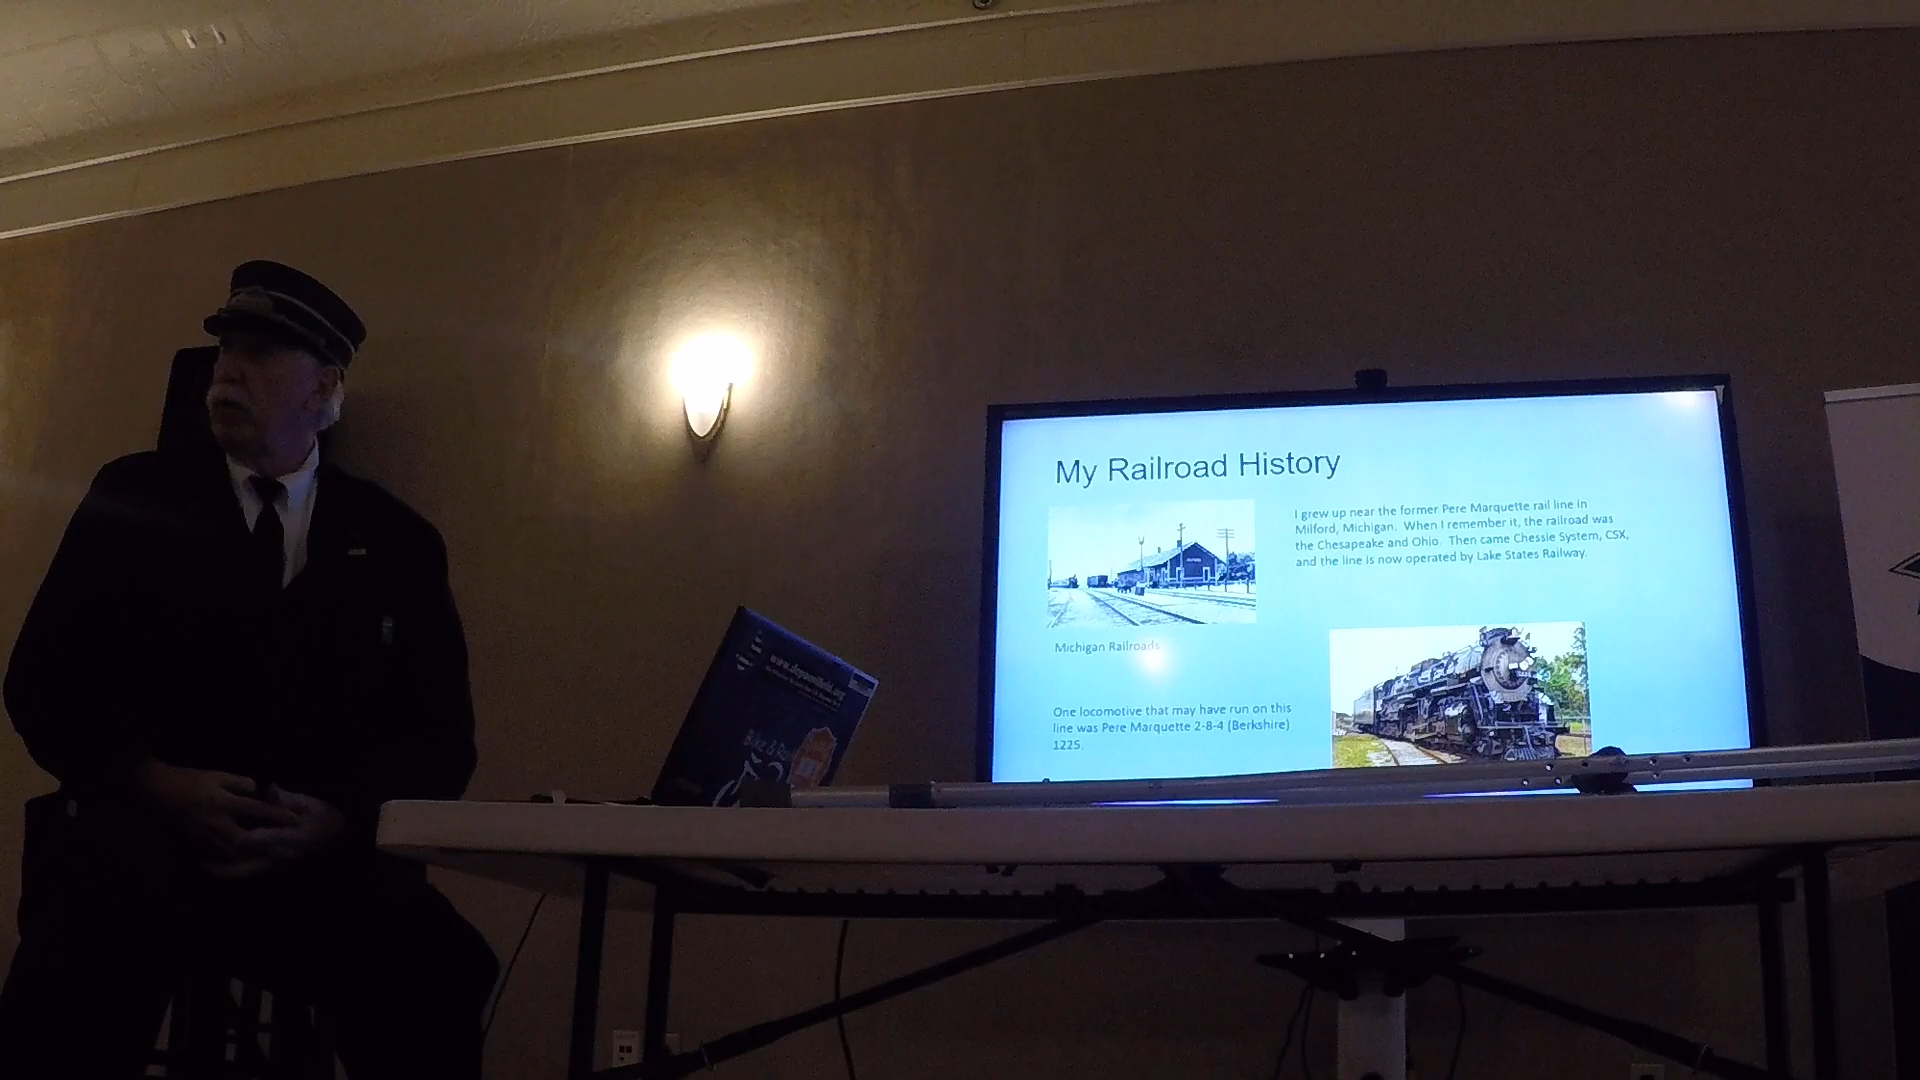 My Railroad History
I grew up near the former Pere Marquette rail line in
Milford, Michigan. When I remember it, the railroad was
the Chesapeake and Ohio. Then came Chessie System, CSX,
and the line is now operated by Lake States Railway.
Michigan Railroads
One locomotive that may have run on this
line was Pere Marquette 2-8-4 (Berkshire)
1225.
Bike &